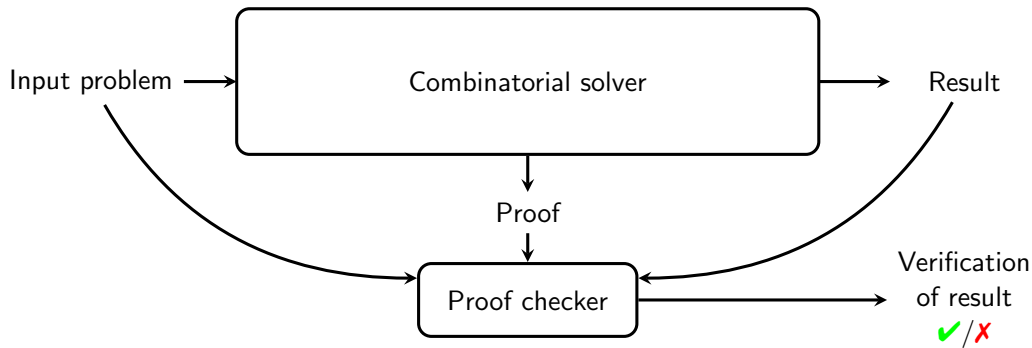 Input problem
Combinatorial solver
Result
Proof
Proof checker
Verification
of result
✔/✗